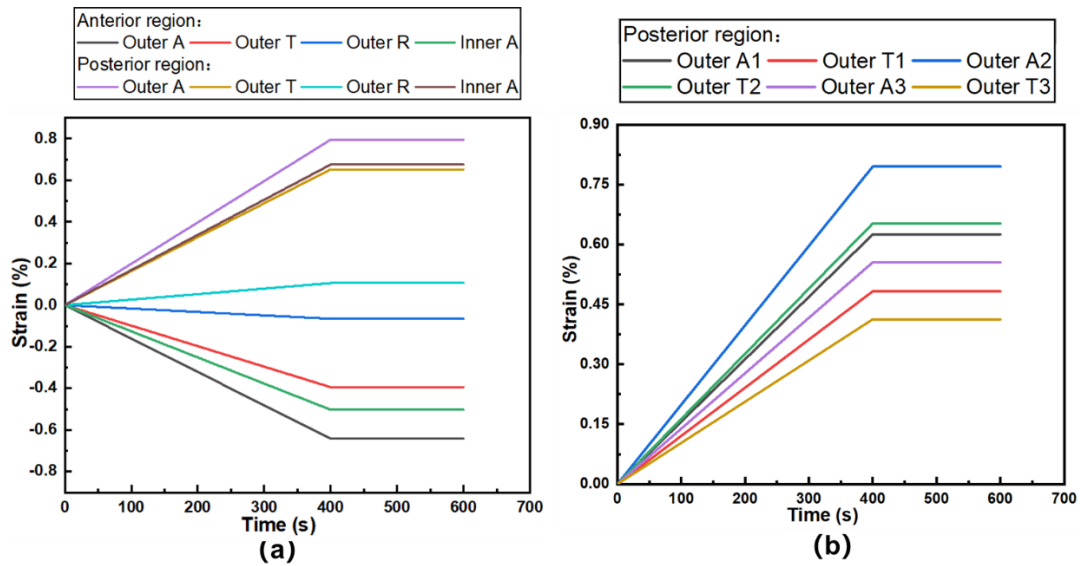 Anterior region:
Outer A Outer T Outer R Inner A
Posterior region:
Outer A Outer T Outer R Inner A
0.8
0.6
0.4
0.2
0.0
-0.2
-0.4
-0.6
-0.8
Strain (%)
0 100 200 300 400 500 600 700
Time (s)
(a)
Posterior region:
Outer A1 Outer T1 Outer A2
Outer T2 Outer A3 Outer T3
0.90
0.75
0.60
0.45
0.30
0.15
0.00
Strain (%)
0 100 200 300 400 500 600 700
Time (s)
(b)